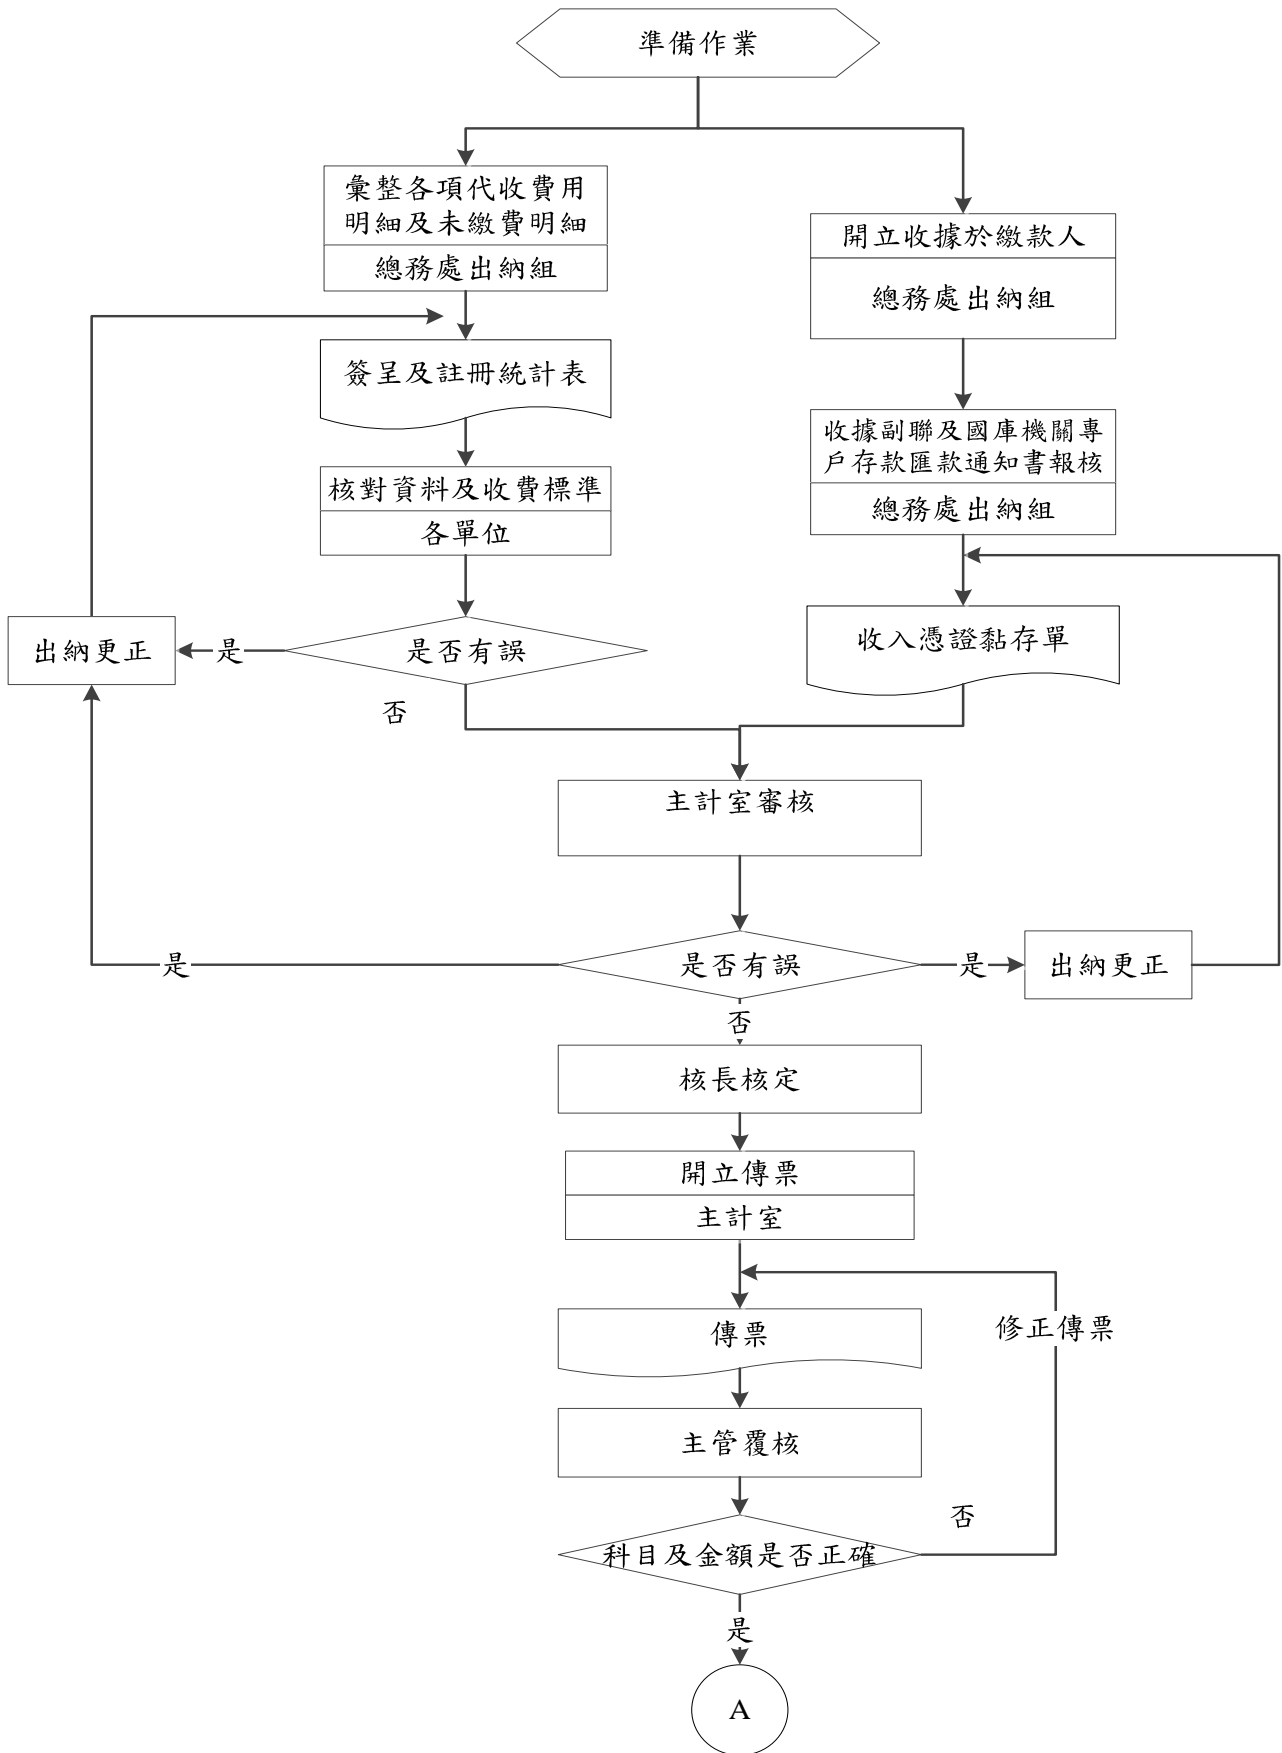 準備作業
彙整各項代收費用
明細及未繳費明細
總務處出納組
開立收據於繳款人
總務處出納組
簽呈及註冊統計表
收據副聯及國庫機關專
戶存款匯款通知書報核
總務處出納組
核對資料及收費標準
各單位
出納更正
是
是否有誤
收入憑證黏存單
否
主計室審核
是
是否有誤
是
出納更正
否
核長核定
開立傳票
主計室
傳票
修正傳票
主管覆核
否
科目及金額是否正確
是
A